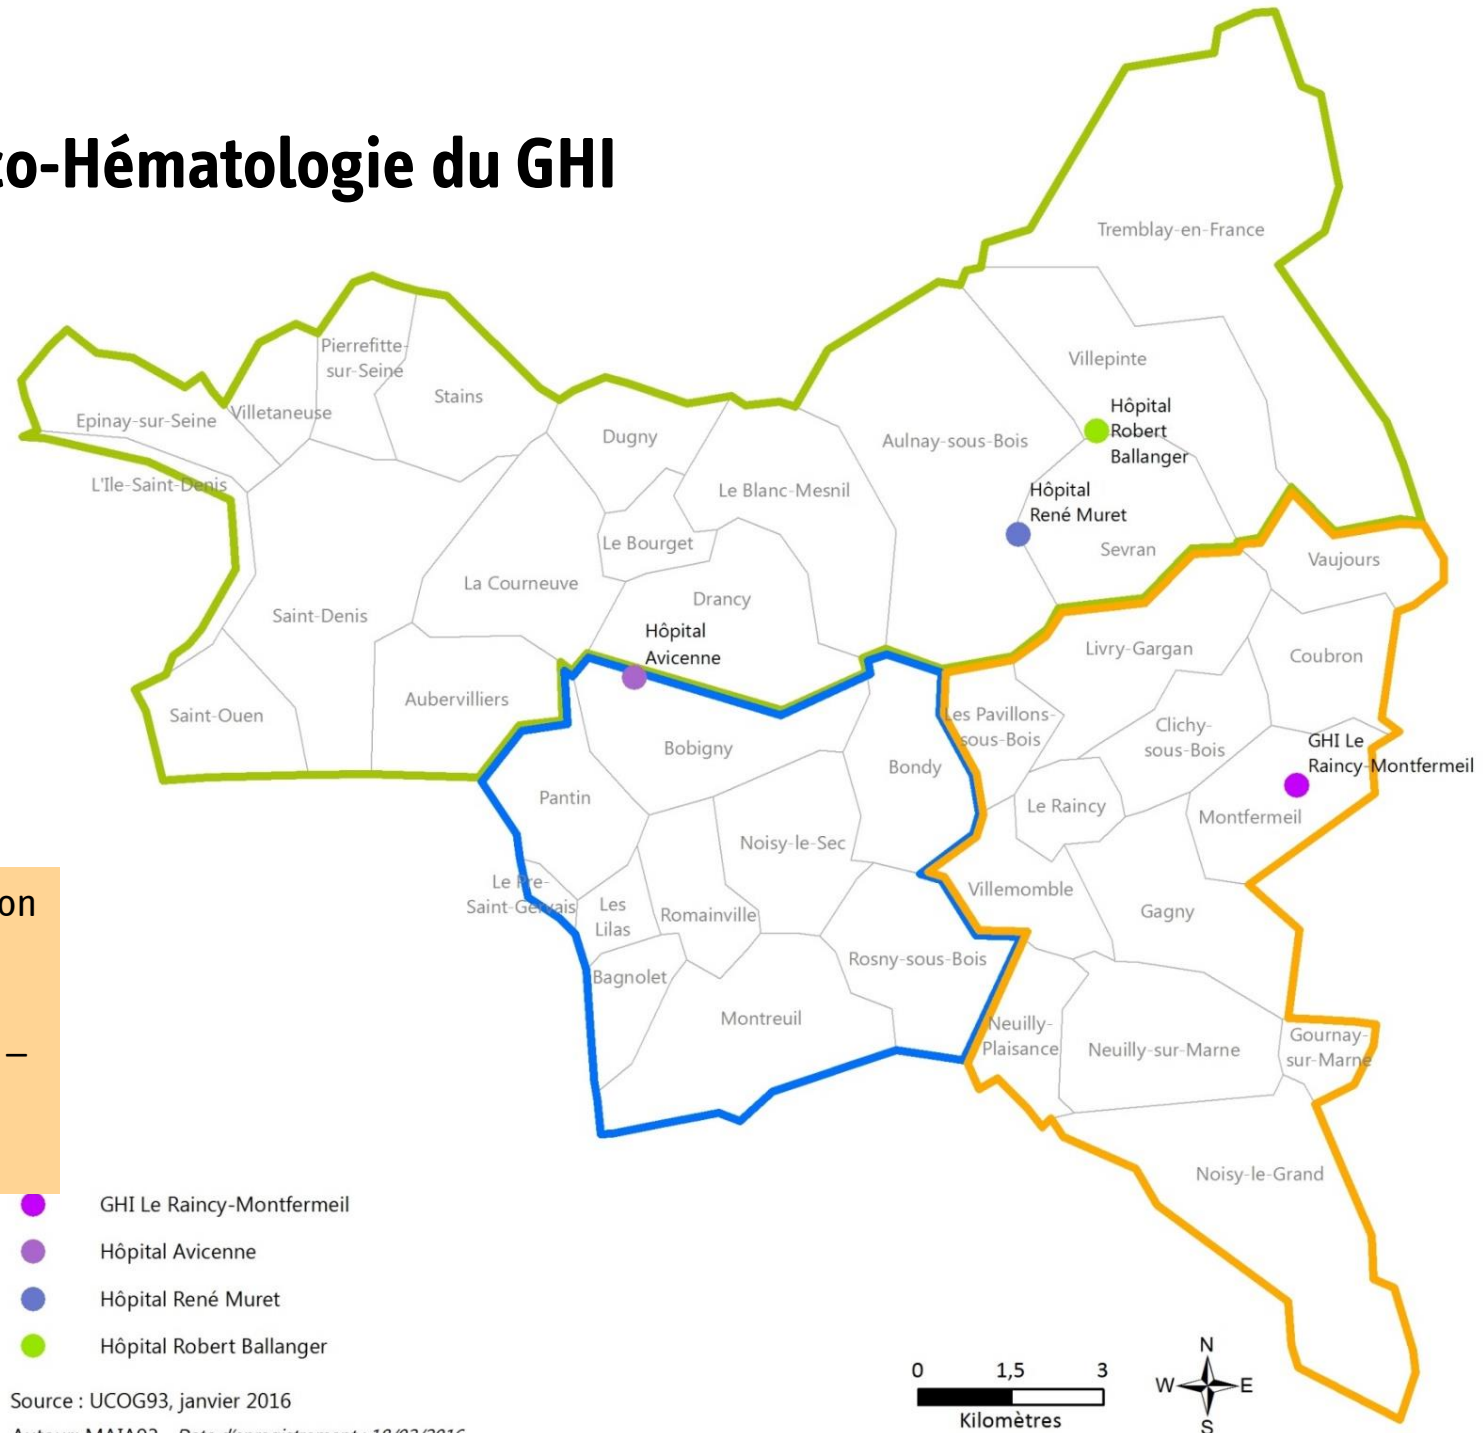 co-Hématologie du GHI
Tremblay-en-France
Pierrefitte-
sur-Seine
Villepinte
Stains
Epinay-sur-Seine
Villetaneuse
Hôpital
Robert
Ballanger
Dugny
Aulnay-sous-Bois
L'Ile-Saint-Denis
Le Blanc-Mesnil
Hôpital
René Muret
Le Bourget
Sevran
Vaujours
La Courneuve
Drancy
Saint-Denis
Hôpital
Avicenne
Livry-Gargan
Coubron
Aubervilliers
Saint-Ouen
Les Pavillons-
sous-Bois
Clichy-
sous-Bois
GHI Le
Raincy-Montfermeil
Bobigny
Bondy
Pantin
Le Raincy
Montfermeil
Noisy-le-Sec
Le Pre-
Saint-Gervais
Les
Lilas
Romainville
Villemomble
Gagny
on
Rosny-sous-Bois
Bagnolet
Montreuil
Neuilly-
Plaisance
Neuilly-sur-Marne
Gournay-
sur-Marne
–
Noisy-le-Grand
GHI Le Raincy-Montfermeil
Hôpital Avicenne
Hôpital René Muret
Hôpital Robert Ballanger
Source : UCOG93, janvier 2016
0 1,5 3
Kilomètres
N
W E
S